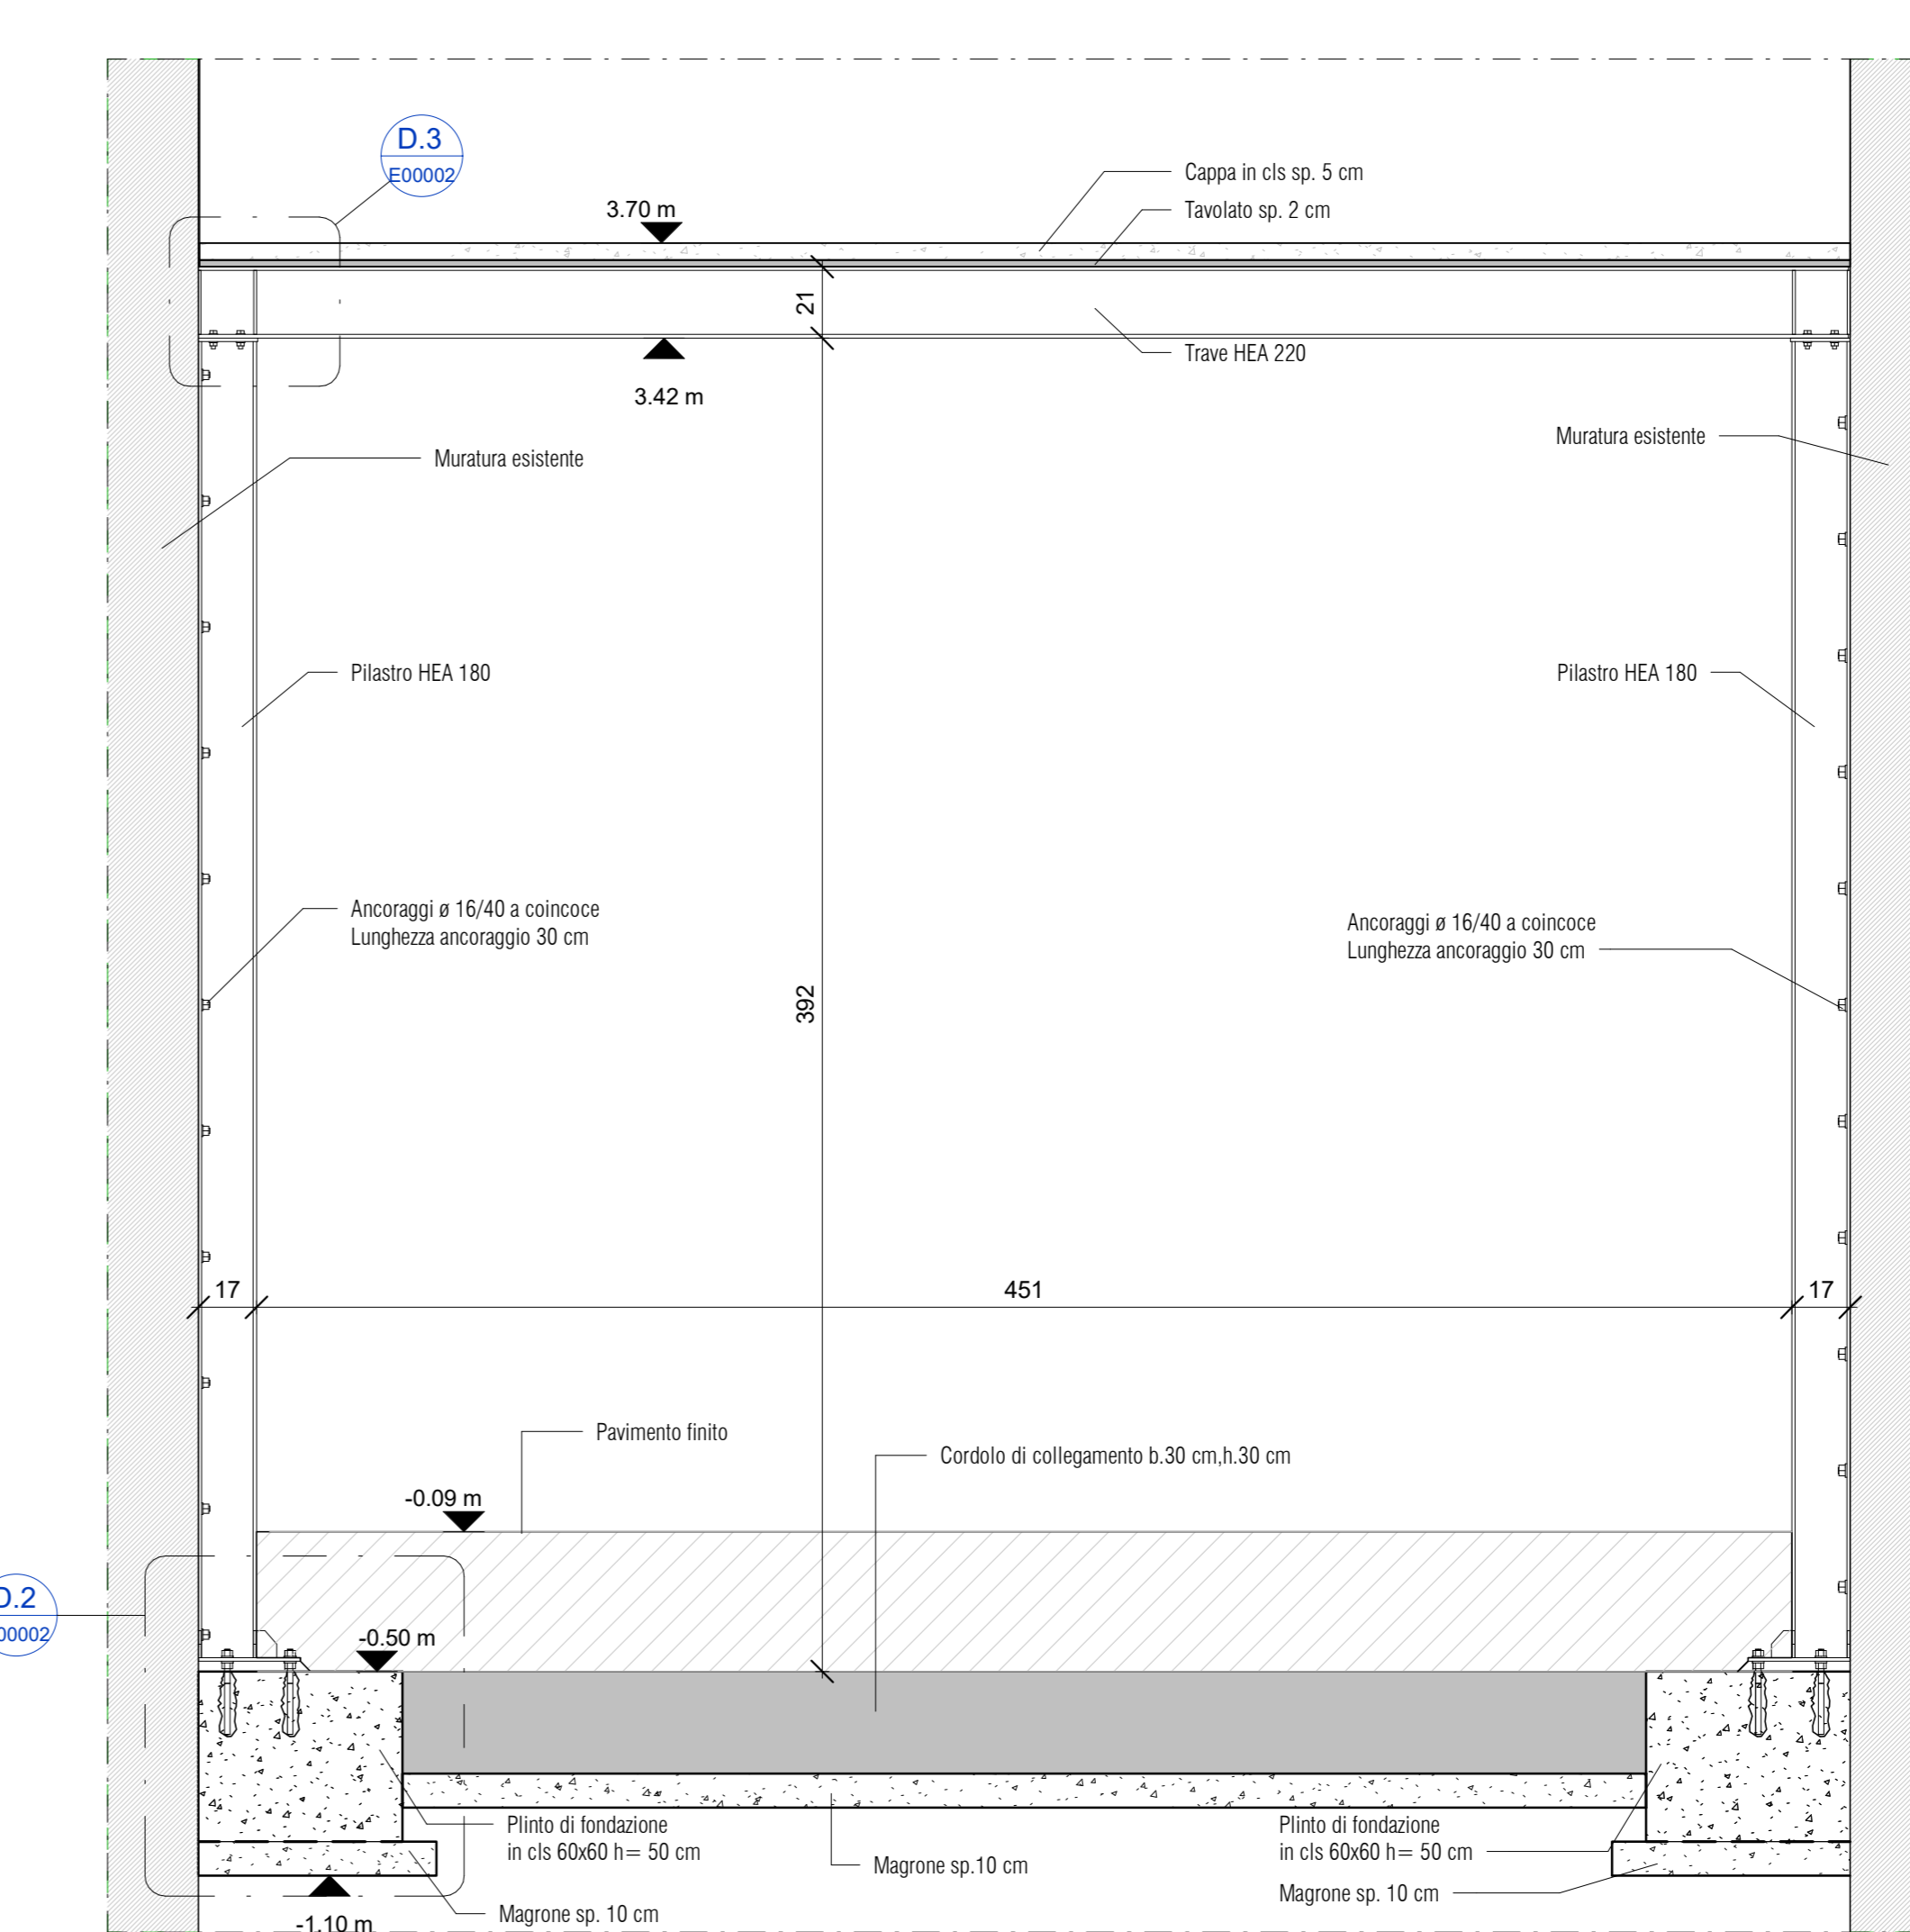 D.3
E00002
Cappa in cls sp. 5 cm
Tavolato sp. 2 cm
3.70 m
21
Trave HEA 220
3.42 m
Muratura esistente
Muratura esistente
Pilastro HEA 180
Pilastro HEA 180
Ancoraggi ø 16/40 a coincoce
Lunghezza ancoraggio 30 cm
Ancoraggi ø 16/40 a coincoce
Lunghezza ancoraggio 30 cm
392
17
451
17
Pavimento finito
Cordolo di collegamento b.30 cm,h.30 cm
-0.09 m
D.2
00002
-0.50 m
Plinto di fondazione
in cls 60x60 h= 50 cm
Plinto di fondazione
in cls 60x60 h= 50 cm
Magrone sp.10 cm
Magrone sp. 10 cm
Magrone sp. 10 cm
-1.10 m